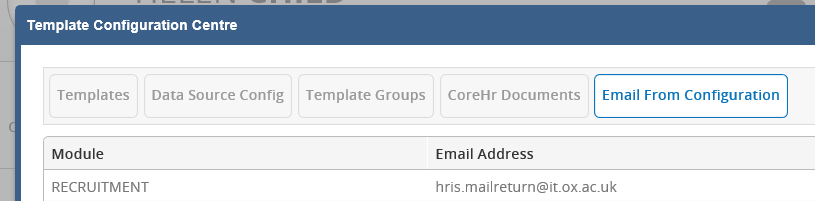 Template Configuration Centre
Templates Data Source Config Template Groups CoreHr Documents Email From Configuration
Module Email Address
RECRUITMENT hris.mailreturn@it.ox.ac.uk